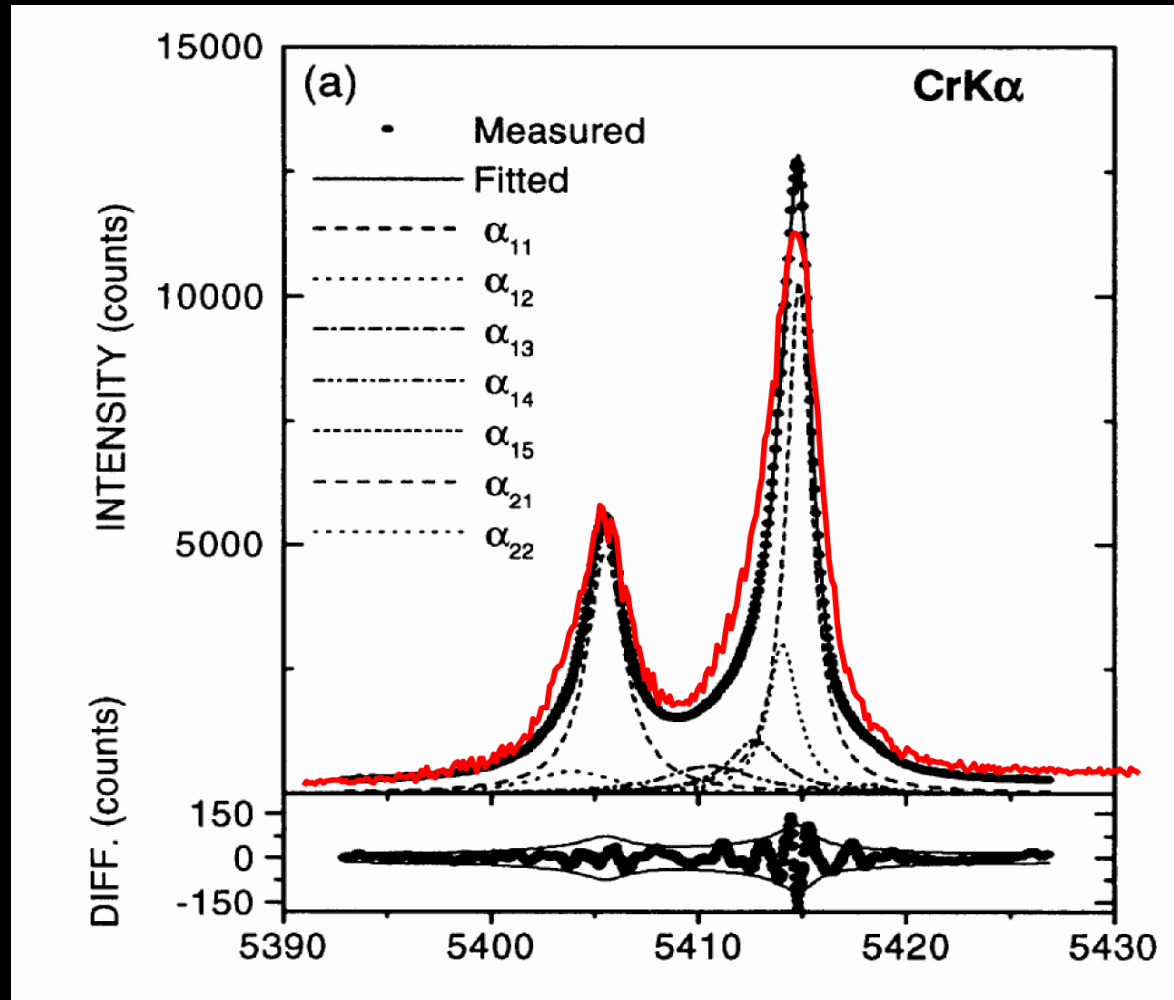 15000
(a)
CrKα
Measured
Fitted
α11
α12
α13
α14
α15
α21
α22
10000
5000
INTENSITY (counts)
150
0
-150
DIFF. (counts)
5390
5400
5410
5420
5430